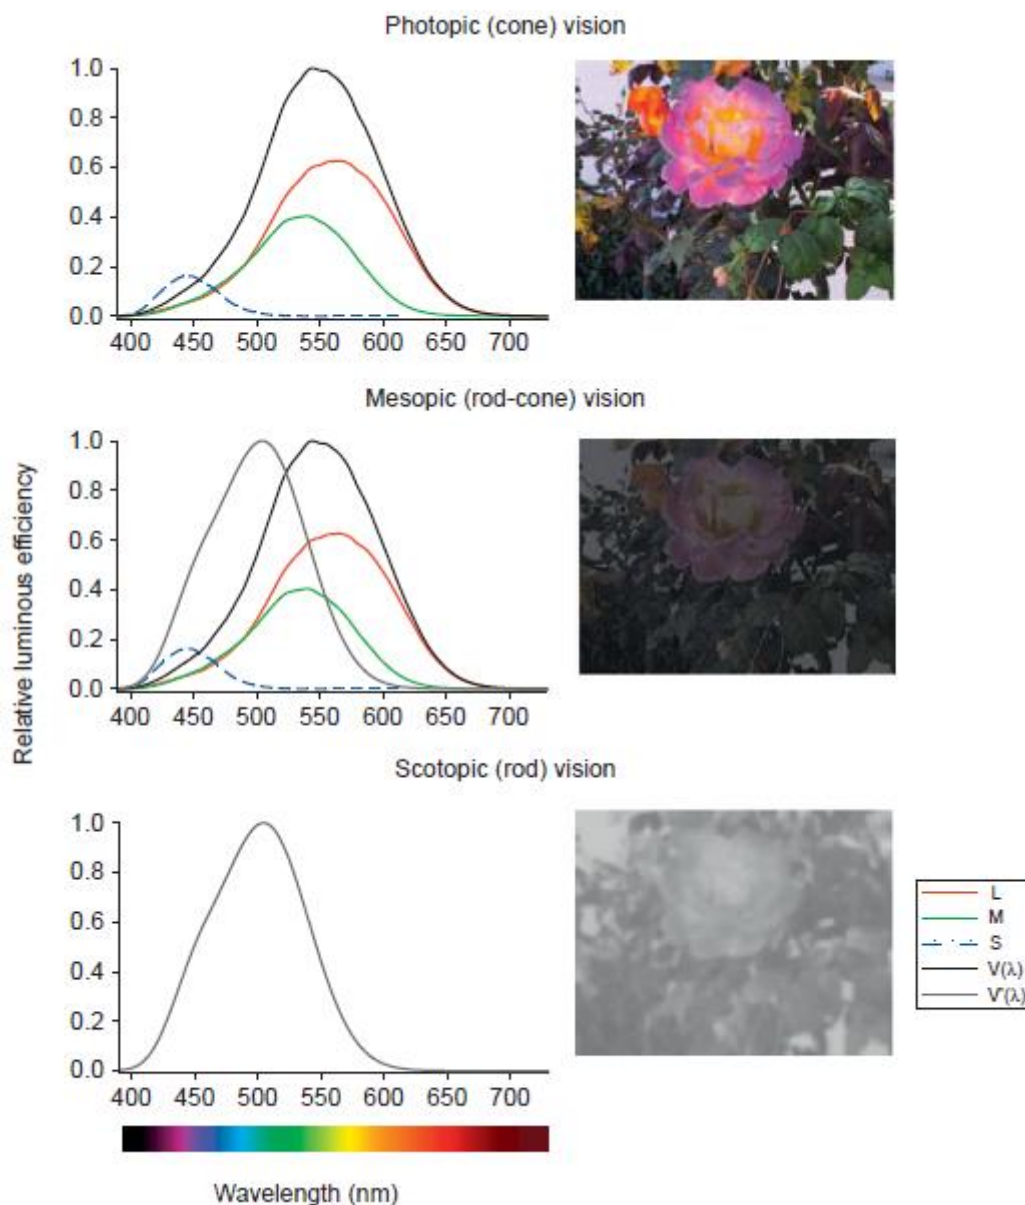 Photopic (cone) vision
1.0
0.8
0.6
0.4
0.2
0.0
400 450 500 550 600 650 700
Mesopic (rod-cone) vision
1.0
0.8
0.6
0.4
0.2
0.0
400 450 500 550 600 650 700
Relative luminous efficiency
Scotopic (rod) vision
1.0
0.8
0.6
0.4
0.2
0.0
400 450 500 550 600 650 700
L
M
S
V(λ)
V'(λ)
Wavelength (nm)